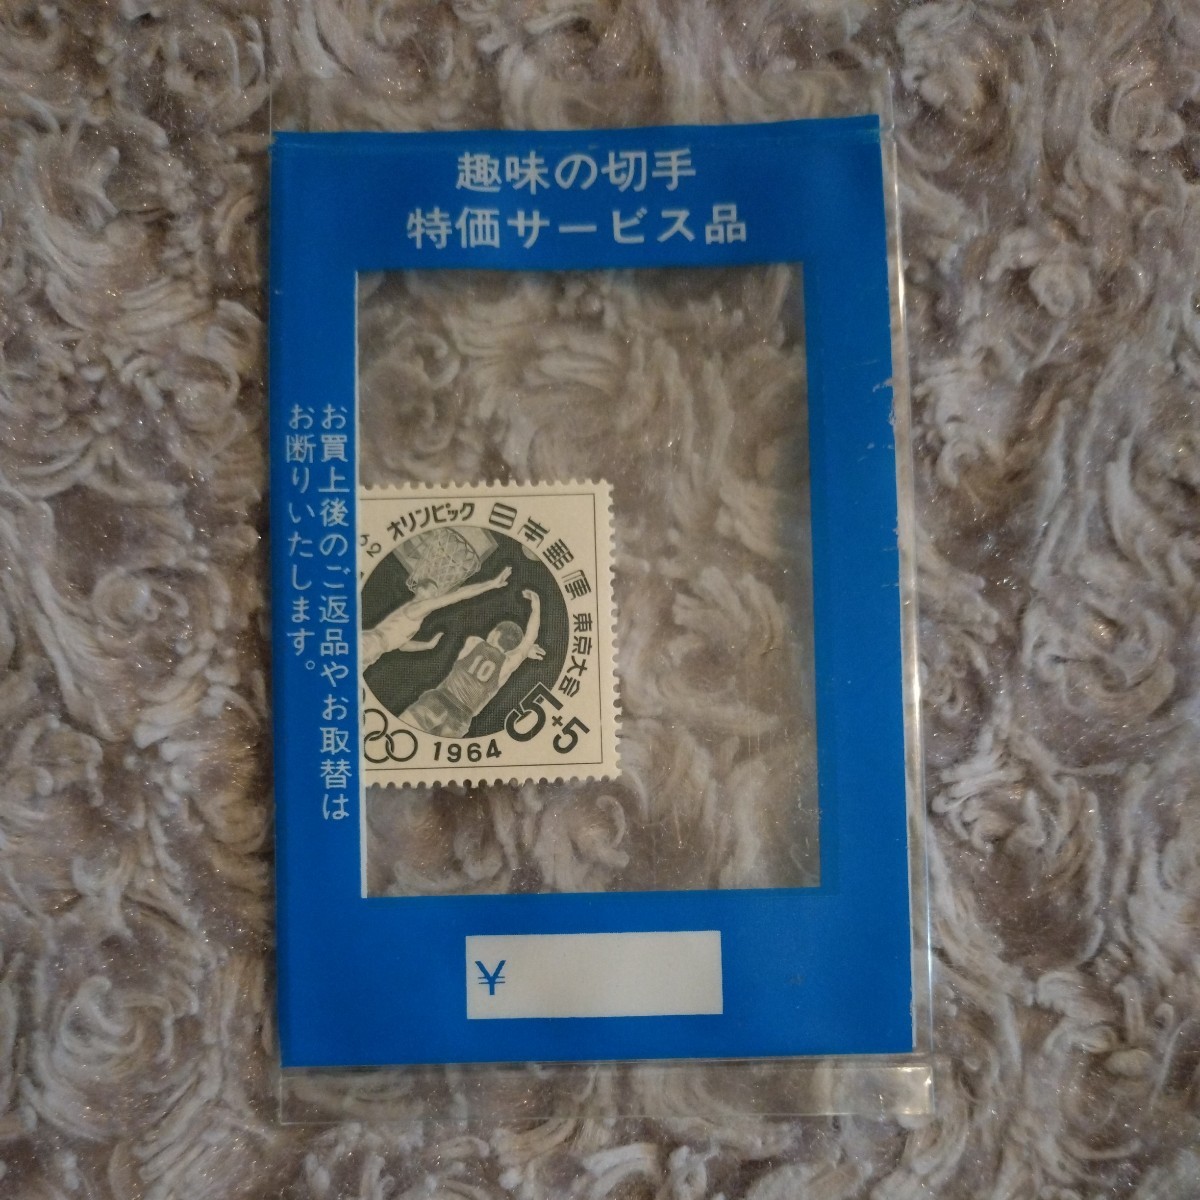 趣味の切手
特価サービス品
お買上後のご返品やお取替は
お断りいたします。
オリンピック
日本郵便
東京大会
10
5+5
1964
¥